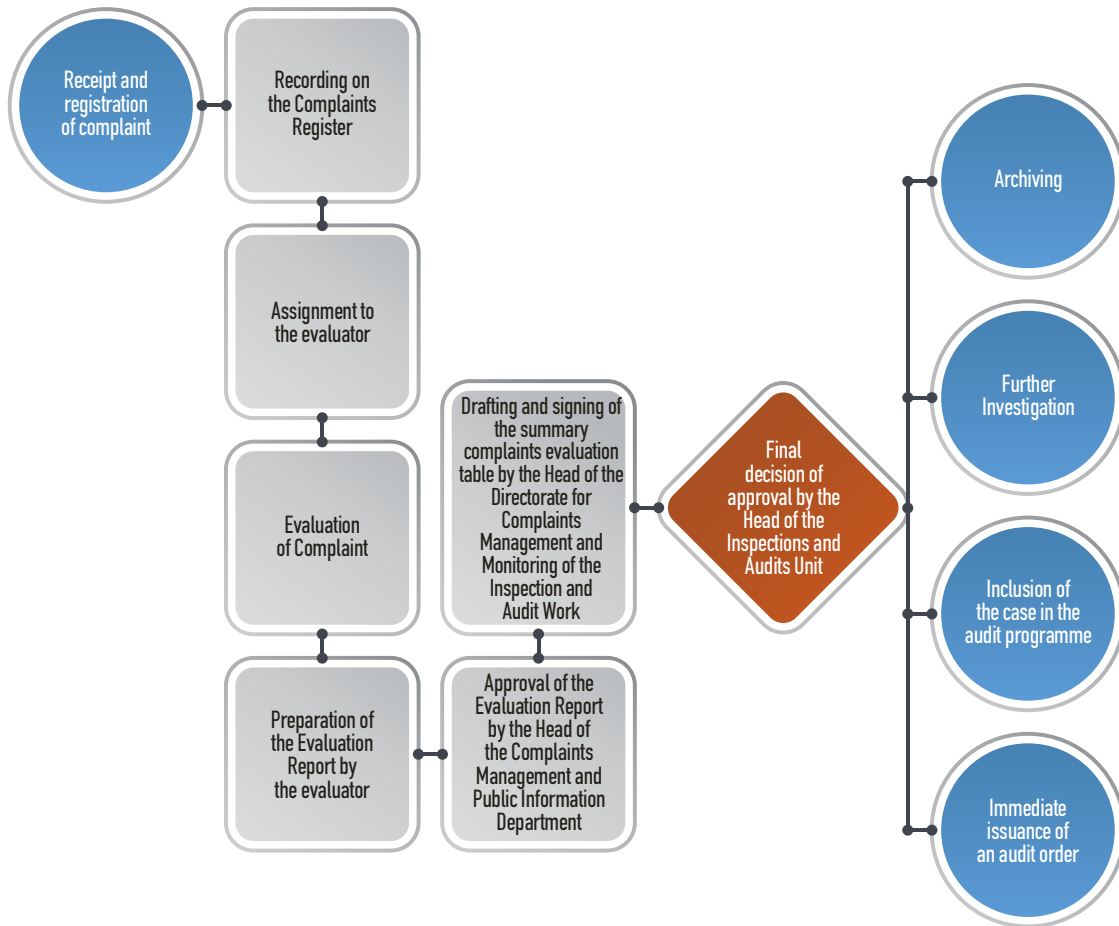 Receipt and
registration
of complaint
Recording on
the Complaints
Register
Assignment to
the evaluator
Evaluation
of Complaint
Preparation of
the Evaluation
Report by
the evaluator
Approval of the
Evaluation Report
by the Head of
the Complaints
Management and
Public Information
Department
Drafting and signing of
the summary
complaints evaluation
table by the Head of the
Directorate for
Complaints
Management and
Monitoring of the
Inspection and
Audit Work
Final
decision of
approval by the
Head of the
Inspections and
Audits Unit
Archiving
Further
Investigation
Inclusion of
the case in the
audit programme
Immediate
issuance of
an audit order